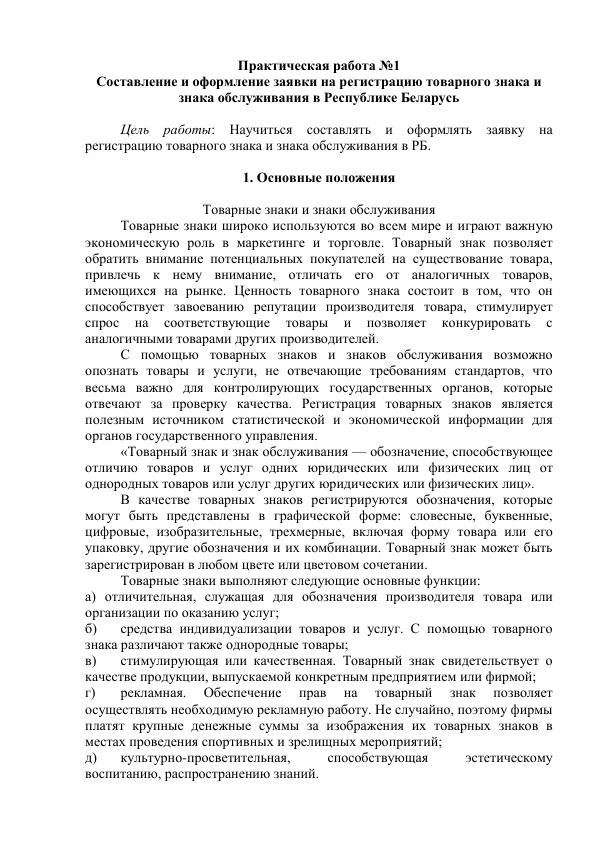 Практическая работа №1
Составление и оформление заявки на регистрацию товарного знака и
знака обслуживания в Республике Беларусь
Цель работы: Научиться составлять и оформлять заявку на
регистрацию товарного знака и знака обслуживания в РБ.
1. Основные положения
Товарные знаки и знаки обслуживания
Товарные знаки широко используются во всем мире и играют важную
экономическую роль в маркетинге и торговле. Товарный знак позволяет
обратить внимание потенциальных покупателей на существование товара,
привлечь к нему внимание, отличать его от аналогичных товаров,
имеющихся на рынке. Ценность товарного знака состоит в том, что он
способствует завоеванию репутации производителя товара, стимулирует
спрос на соответствующие товары и позволяет конкурировать с
аналогичными товарами других производителей.
С помощью товарных знаков и знаков обслуживания возможно
опознать товары и услуги, не отвечающие требованиям стандартов, что
весьма важно для контролирующих государственных органов, которые
отвечают за проверку качества. Регистрация товарных знаков является
полезным источником статистической и экономической информации для
органов государственного управления.
«Товарный знак и знак обслуживания — обозначение, способствующее
отличию товаров и услуг одних юридических или физических лиц от
однородных товаров или услуг других юридических или физических лиц».
В качестве товарных знаков регистрируются обозначения, которые
могут быть представлены в графической форме: словесные, буквенные,
цифровые, изобразительные, трехмерные, включая форму товара или его
упаковку, другие обозначения и их комбинации. Товарный знак может быть
зарегистрирован в любом цвете или цветовом сочетании.
Товарные знаки выполняют следующие основные функции:
а) отличительная, служащая для обозначения производителя товара или
организации по оказанию услуг;
б) средства индивидуализации товаров и услуг. С помощью товарного
знака различают также однородные товары;
в) стимулирующая или качественная. Товарный знак свидетельствует о
качестве продукции, выпускаемой конкретным предприятием или фирмой;
г) рекламная. Обеспечение прав на товарный знак позволяет
осуществлять необходимую рекламную работу. Не случайно, поэтому фирмы
платят крупные денежные суммы за изображения их товарных знаков в
местах проведения спортивных и зрелищных мероприятий;
д) культурно-просветительная, способствующая эстетическому
воспитанию, распространению знаний.